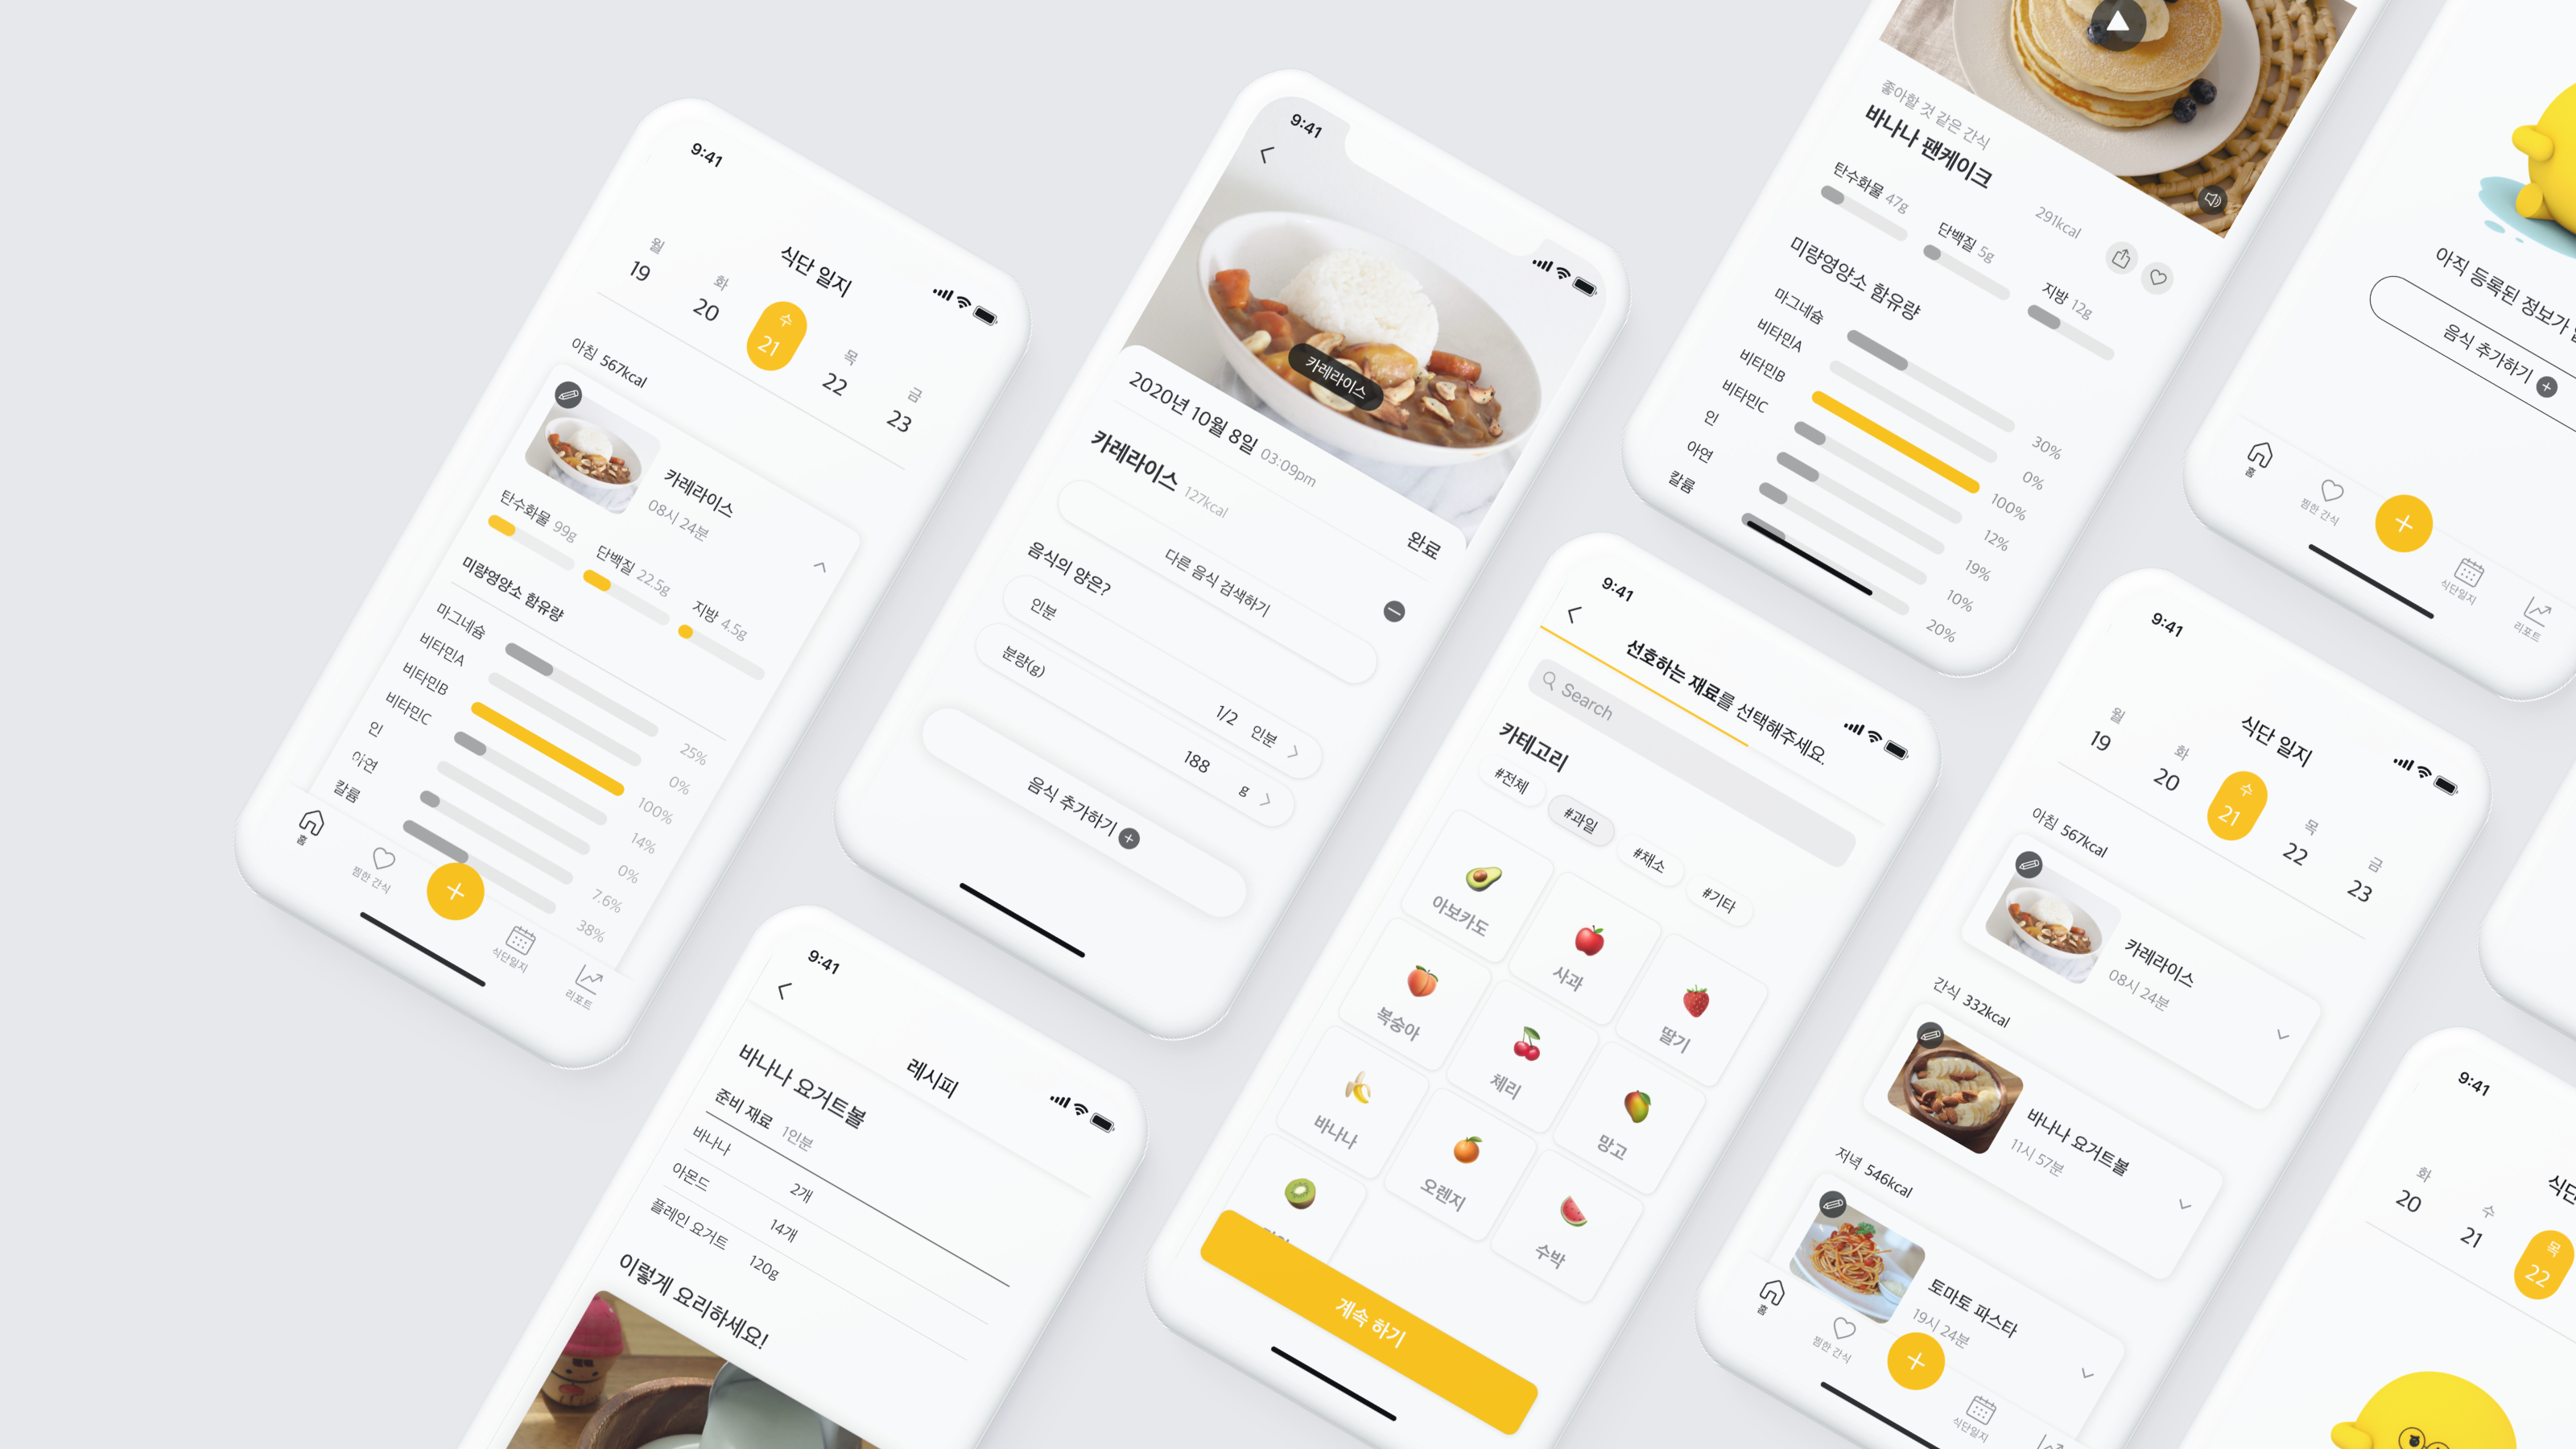 9:41
식단 일지
월
19
화
20
수
21
목
22
금
23
아침 567kcal
카레라이스
08시 24분
탄수화물 99g
단백질 22.5g
지방 4.5g
미량영양소 함유량
마그네슘
25%
비타민A
0%
비타민B
100%
비타민C
14%
인
0%
아연
7.6%
칼륨
38%
홈
찜한 간식
식단일지
리포트
9:41
카레라이스
2020년 10월 8일 03:09pm
완료
카레라이스 127kcal
다른 음식 검색하기
음식의 양은?
인분
1/2 인분
분량(g)
188 g
음식 추가하기
좋아할 것 같은 간식
바나나 팬케이크
291kcal
탄수화물 47g
단백질 5g
지방 12g
미량영양소 함유량
마그네슘
30%
비타민A
0%
비타민B
100%
비타민C
12%
인
19%
아연
10%
칼륨
20%
아직 등록된 정보가
음식 추가하기
홈
찜한 간식
식단일지
리포트
9:41
레시피
바나나 요거트볼
준비 재료 1인분
바나나 2개
아몬드 14개
플레인 요거트 120g
이렇게 요리하세요!
9:41
선호하는 재료를 선택해주세요.
Search
카테고리
#전체
#과일
#채소
#기타
아보카도
사과
딸기
복숭아
체리
망고
바나나
오렌지
수박
계속 하기
9:41
식단 일지
월
19
화
20
수
21
목
22
금
23
아침 567kcal
카레라이스
08시 24분
간식 332kcal
바나나 요거트볼
11시 57분
저녁 546kcal
토마토 파스타
19시 24분
홈
찜한 간식
식단일지
9:41
화
20
수
21
목
22